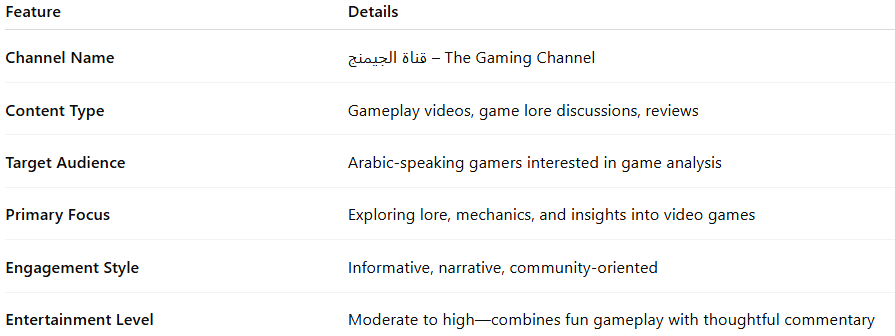 Feature Details
Channel Name قناة الجيمنج – The Gaming Channel
Content Type Gameplay videos, game lore discussions, reviews
Target Audience Arabic-speaking gamers interested in game analysis
Primary Focus Exploring lore, mechanics, and insights into video games
Engagement Style Informative, narrative, community-oriented
Entertainment Level Moderate to high—combines fun gameplay with thoughtful commentary